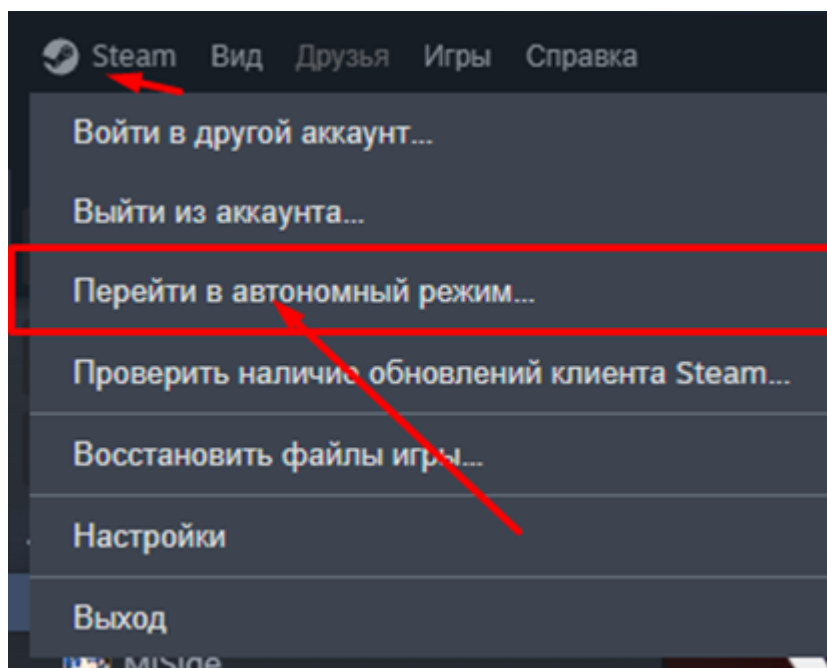 Steam Вид Друзья Игры Справка
Войти в другой аккаунт...
Выйти из аккаунта...
Перейти в автономный режим...
Проверить наличие обновлений клиента Steam...
Восстановить файлы игры...
Настройки
Выход
MiSide